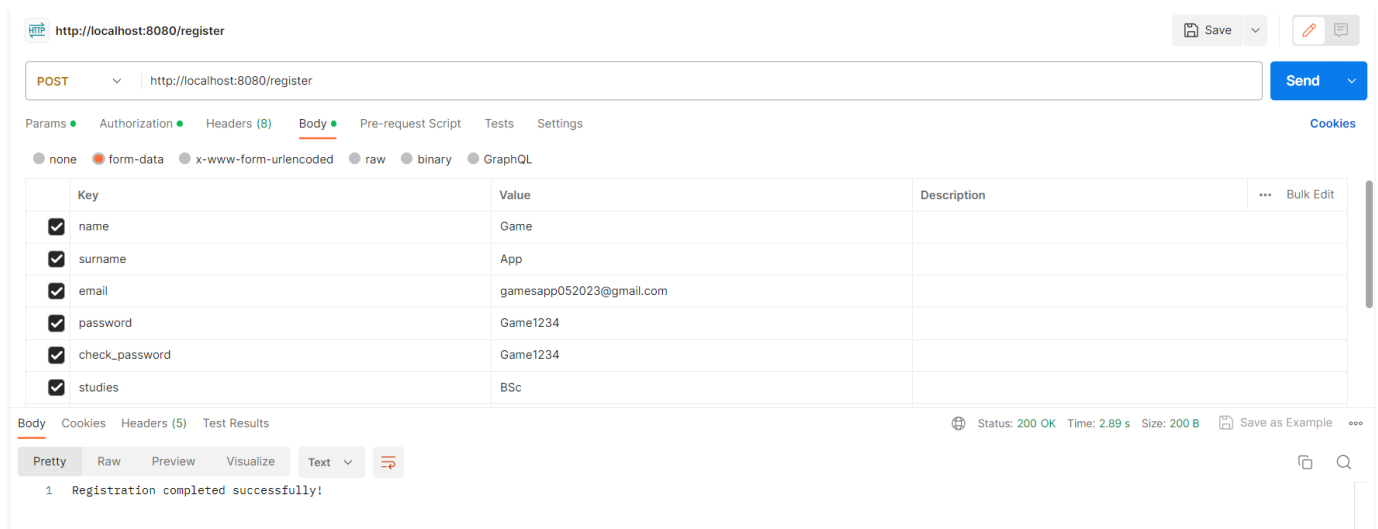 HTTP http://localhost:8080/register Save
POST http://localhost:8080/register Send
Params Authorization Headers (8) Body Pre-request Script Tests Settings Cookies
none form-data x-www-form-urlencoded raw binary GraphQL
Key Value Description ••• Bulk Edit
name Game
surname App
email gamesapp052023@gmail.com
password Game1234
check_password Game1234
studies BSc
Body Cookies Headers (5) Test Results Status: 200 OK Time: 2.89 s Size: 200 B Save as Example
Pretty Raw Preview Visualize Text
1 Registration completed successfully!